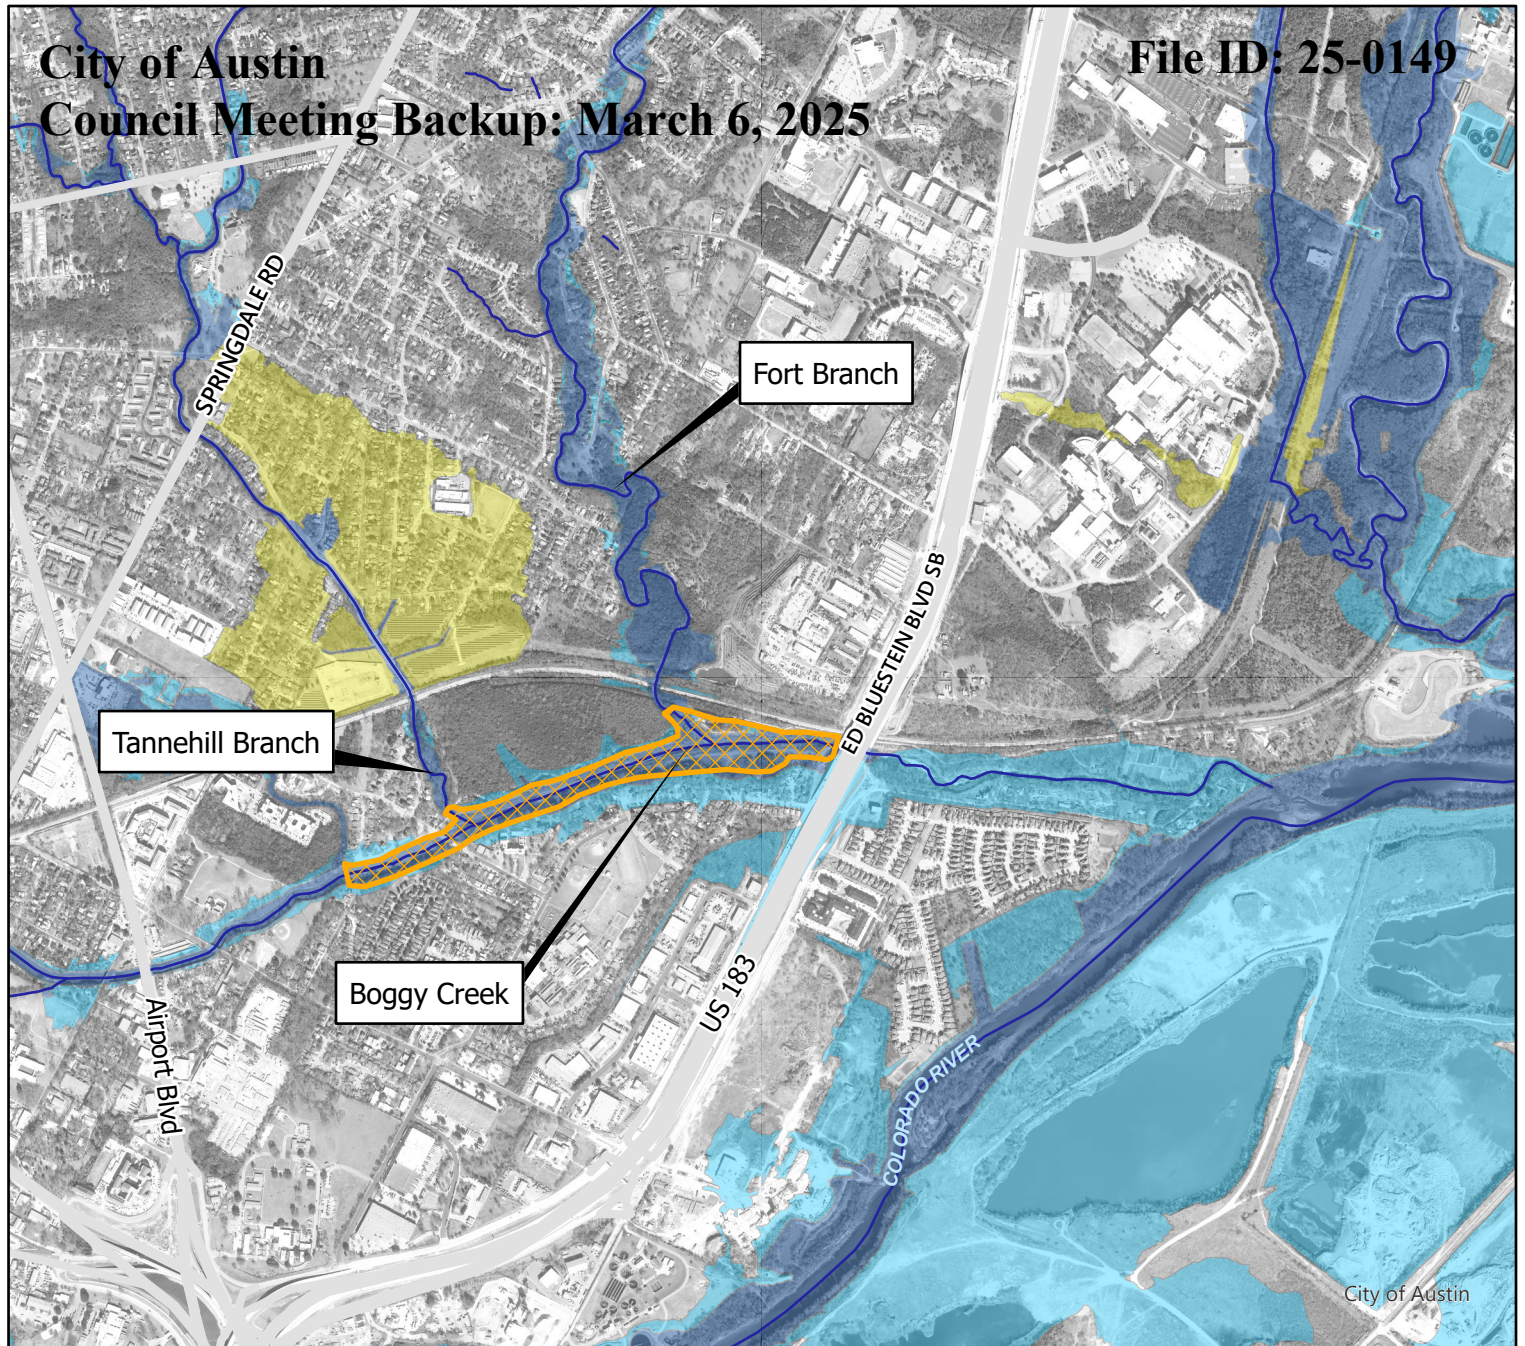 City of Austin
File ID: 25-0149
Council Meeting Backup: March 6, 2025
SPRINGDALE RD
Fort Branch
ED BLUESTEIN BLVD SB
Tannehill Branch
Boggy Creek
US 183
Airport Blvd
COLORADO RIVER
City of Austin